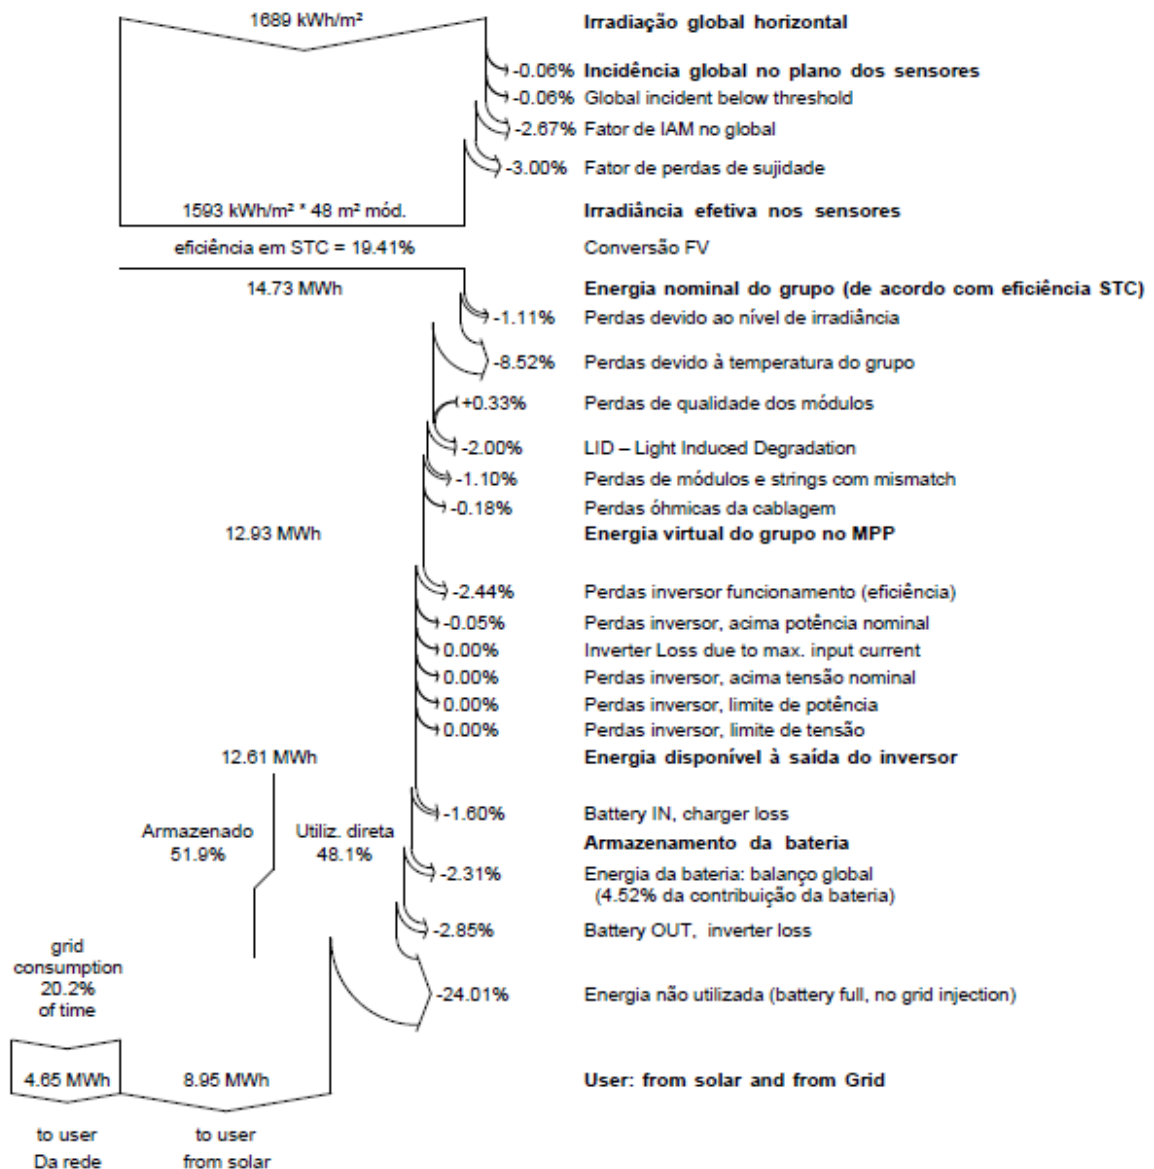 1689 kWh/m² Irradiação global horizontal
-0.06% Incidência global no plano dos sensores
-0.06% Global incident below threshold
-2.67% Fator de IAM no global
-3.00% Fator de perdas de sujidade
1593 kWh/m² * 48 m² mód. Irradiância efetiva nos sensores
eficiência em STC = 19.41% Conversão FV
14.73 MWh Energia nominal do grupo (de acordo com eficiência STC)
-1.11% Perdas devido ao nível de irradiância
-8.52% Perdas devido à temperatura do grupo
+0.33% Perdas de qualidade dos módulos
-2.00% LID – Light Induced Degradation
-1.10% Perdas de módulos e strings com mismatch
-0.18% Perdas óhmicas da cablagem
12.93 MWh Energia virtual do grupo no MPP
-2.44% Perdas inversor funcionamento (eficiência)
-0.05% Perdas inversor, acima potência nominal
0.00% Inverter Loss due to max. input current
0.00% Perdas inversor, acima tensão nominal
0.00% Perdas inversor, limite de potência
0.00% Perdas inversor, limite de tensão
12.61 MWh Energia disponível à saída do inversor
-1.60% Battery IN, charger loss
Armazenado Utiliz. direta Armazenamento da bateria
51.9% 48.1%
-2.31% Energia da bateria: balanço global
(4.52% da contribuição da bateria)
-2.85% Battery OUT, inverter loss
grid
consumption
20.2%
of time
-24.01% Energia não utilizada (battery full, no grid injection)
4.65 MWh 8.95 MWh User: from solar and from Grid
to user to user
Da rede from solar